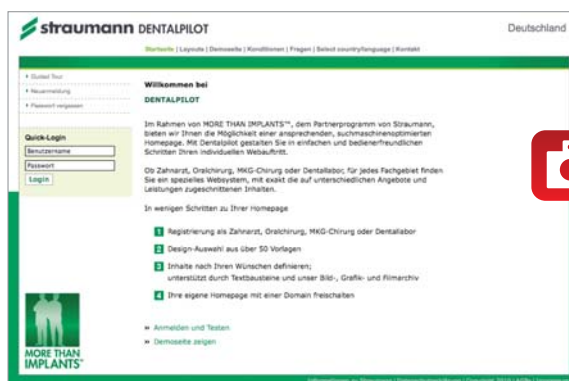 straumann DENTALPILOT
Deutschland
Startseite | Layouts | Demoseite | Konditionen | Fragen | Select country/language | Kontakt
Guided Tour
Neuanmeldung
Passwort vergessen
Quick-Login
Benutzername
Passwort
Login
Willkommen bei
DENTALPILOT
Im Rahmen von MORE THAN IMPLANTS™, dem Partnerprogramm von Straumann,
bieten wir Ihnen die Möglichkeit einer ansprechenden, suchmaschinenoptimierten
Homepage. Mit Dentalpilot gestalten Sie in einfachen und bedienerfreundlichen
Schritten Ihren individuellen Webauftritt.
Ob Zahnarzt, Oralchirurg, MKG-Chirurg oder Dentallabor, für jedes Fachgebiet finden
Sie ein spezielles Websystem, mit exakt die auf unterschiedlichen Angebote und
Leistungen zugeschnittenen Inhalten.
In wenigen Schritten zu Ihrer Homepage
1 Registrierung als Zahnarzt, Oralchirurg, MKG-Chirurg oder Dentallabor
2 Design-Auswahl aus über 50 Vorlagen
3 Inhalte nach Ihren Wünschen definieren;
unterstützt durch Textbausteine und unser Bild-, Grafik- und Filmarchiv
4 Ihre eigene Homepage mit einer Domain freischalten
» Anmelden und Testen
» Demoseite zeigen
MORE THAN
IMPLANTS™